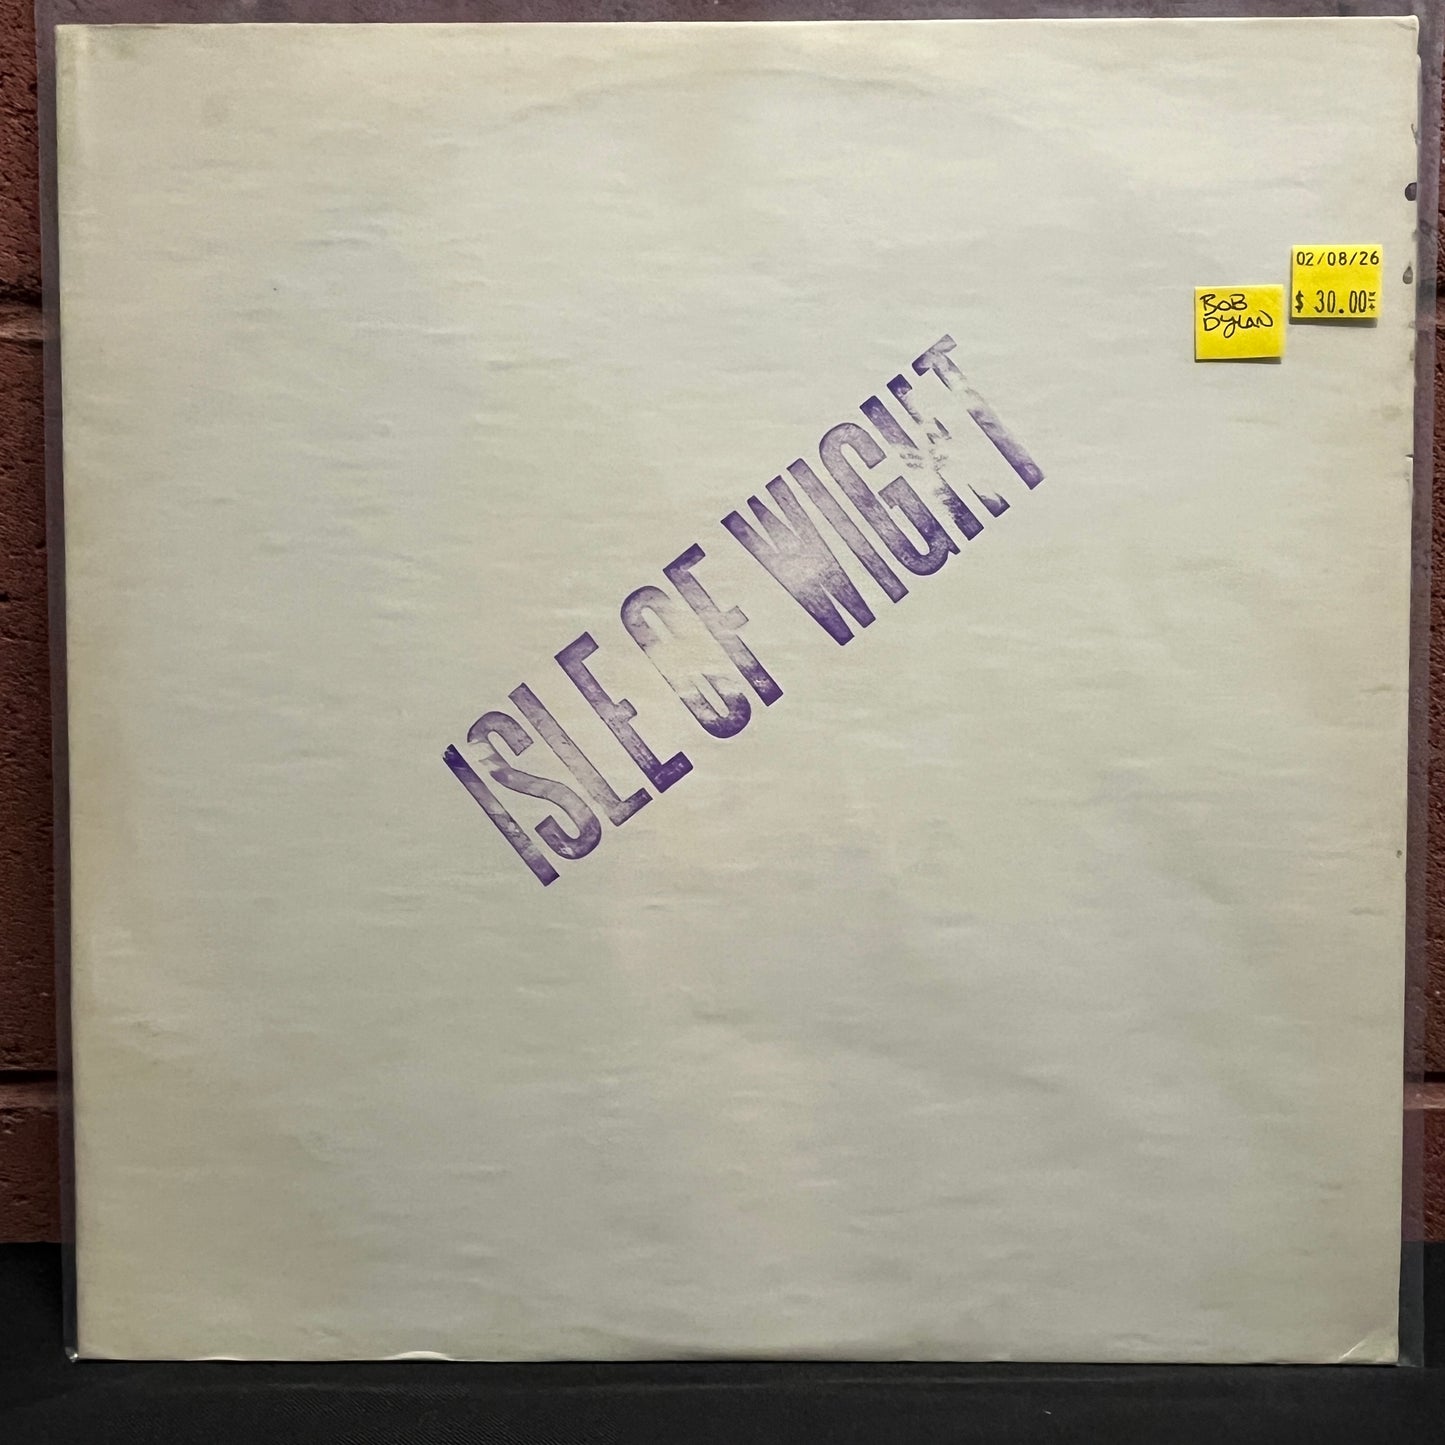 02/08/26
$ 30.00
BOB
DYLAN
ISLE OF WIGHT